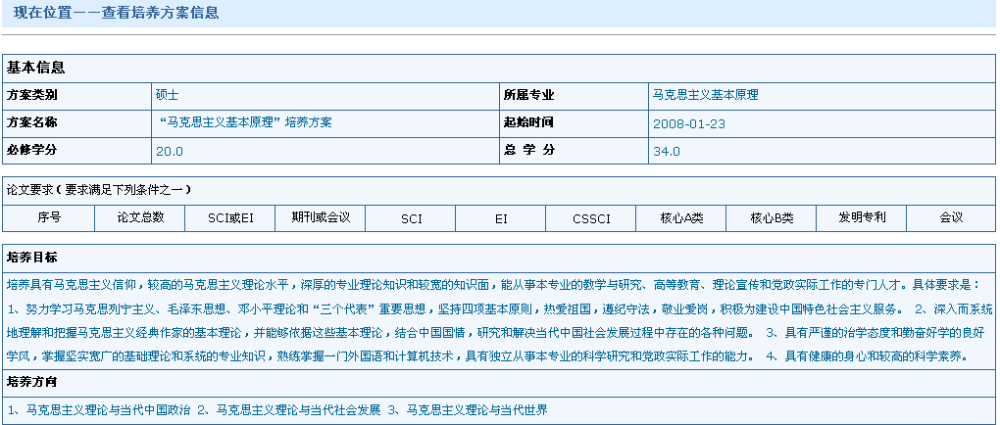 现在位置——查看培养方案信息
基本信息
方案类别 硕士 所属专业 马克思主义基本原理
方案名称 “马克思主义基本原理”培养方案 起始时间 2008-01-23
必修学分 20.0 总 学 分 34.0
论文要求(要求满足下列条件之一)
序号 论文总数 SCI或EI 期刊或会议 SCI EI CSSCI 核心A类 核心B类 发明专利 会议
培养目标
培养具有马克思主义信仰,较高的马克思主义理论水平,深厚的专业理论知识和较宽的知识面,能从事本专业的教学与研究、高等教育、理论宣传和党政实际工作的专门人才。具体要求是:
1、努力学习马克思列宁主义、毛泽东思想、邓小平理论和“三个代表”重要思想,坚持四项基本原则,热爱祖国,遵纪守法,敬业爱岗,积极为建设中国特色社会主义服务。 2、深入而系
地理解和把握马克思主义经典作家的基本理论,并能够依据这些基本理论,结合中国国情,研究和解决当代中国社会发展过程中存在的各种问题。 3、具有严谨的治学态度和勤奋好学的良好
学风,掌握坚实宽广的基础理论和系统的专业知识,熟练掌握一门外国语和计算机技术,具有独立从事本专业的科学研究和党政实际工作的能力。 4、具有健康的身心和较高的科学素养。
培养方向
1、马克思主义理论与当代中国政治 2、马克思主义理论与当代社会发展 3、马克思主义理论与当代世界